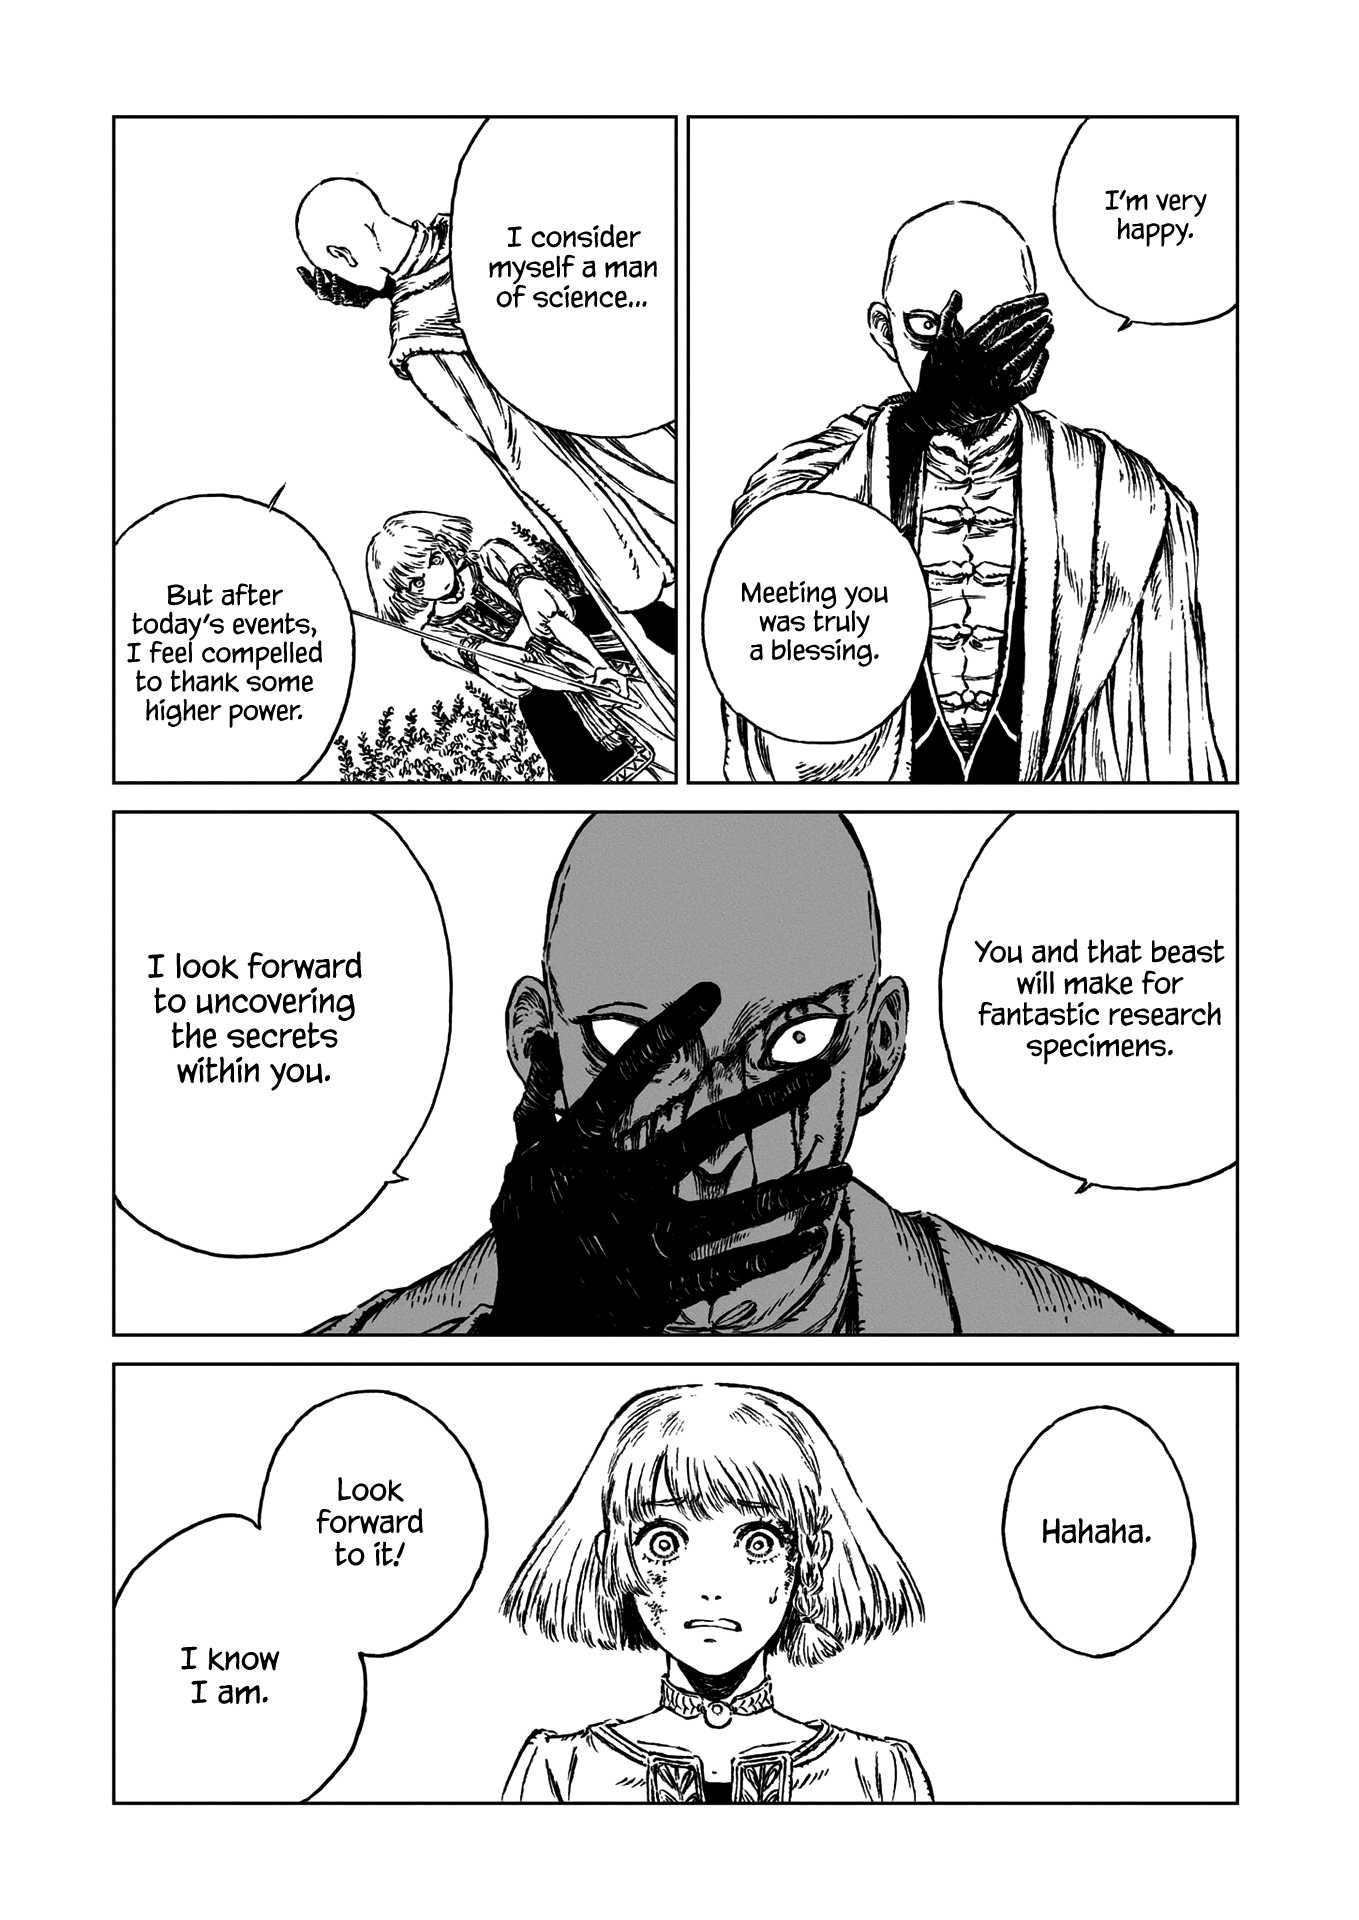 I'm very
happy.
Meeting you
was truly
a blessing.
I consider
myself a man
of science...
But after
today's events,
I feel compelled
to thank some
higher power.
You and that beast
will make for
fantastic research
specimens.
I look forward
to uncovering
the secrets
within you.
Hahaha.
Look
forward
to it!
I know
I am.